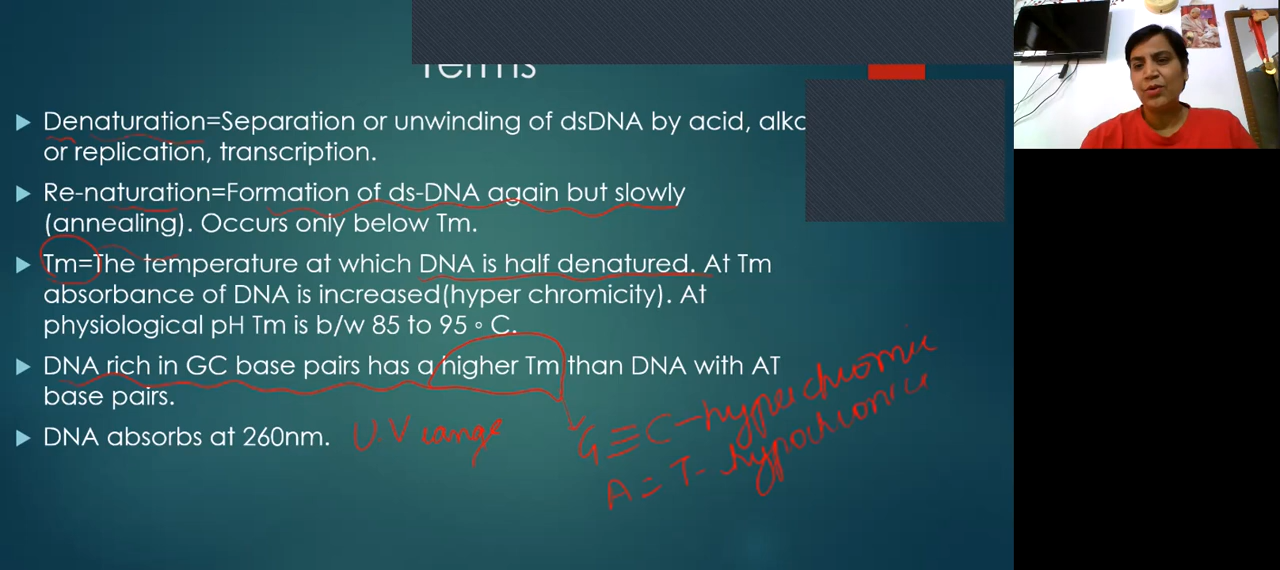 Terms
Denaturation=Separation or unwinding of dsDNA by acid,
or replication, transcription.
Re-naturation=Formation of ds-DNA again but slowly
(annealing). Occurs only below Tm.
Tm=The temperature at which DNA is half denatured. At Tm
absorbance of DNA is increased(hyper chromicity). At
physiological pH Tm is b/w 85 to 95 ◦ C.
DNA rich in GC base pairs has a higher Tm than DNA with AT
base pairs.
DNA absorbs at 260nm. U.V range
G≡C-hyperchromic
A=T-hypochromic